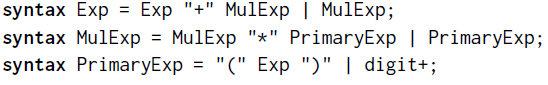 syntax Exp = Exp "+" MulExp | MulExp;
syntax MulExp = MulExp "*" PrimaryExp | PrimaryExp;
syntax PrimaryExp = "(" Exp ")" | digit+;